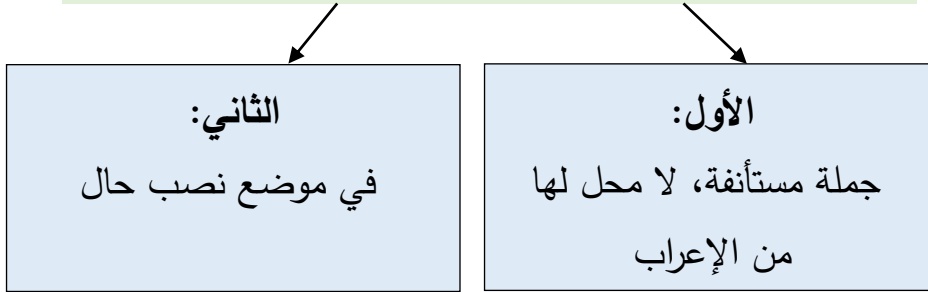 الأول:
جملة مستأنفة، لا محل لها
من الإعراب
الثاني:
في موضع نصب حال